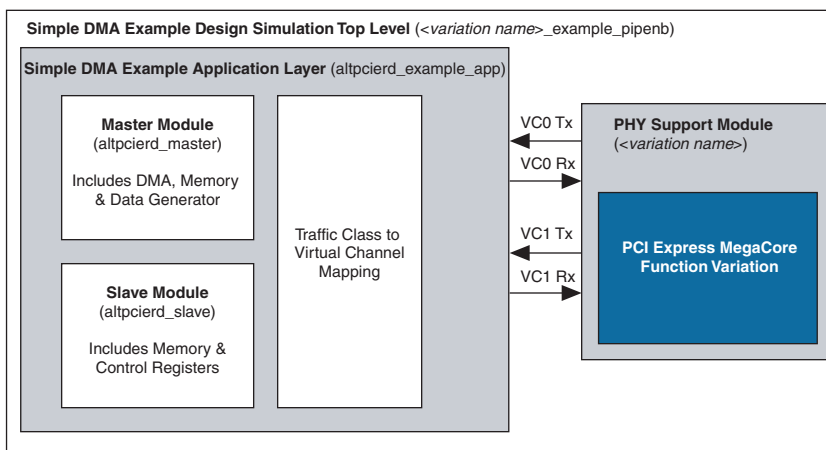 Simple DMA Example Design Simulation Top Level (<variation name>_example_pipenb)
Simple DMA Example Application Layer (altpcierd_example_app)
Master Module
(altpcierd_master)
Includes DMA, Memory
& Data Generator
Slave Module
(altpcierd_slave)
Includes Memory &
Control Registers
Traffic Class to
Virtual Channel
Mapping
VC0 Tx
VC0 Rx
VC1 Tx
VC1 Rx
PHY Support Module
(<variation name>)
PCI Express MegaCore
Function Variation